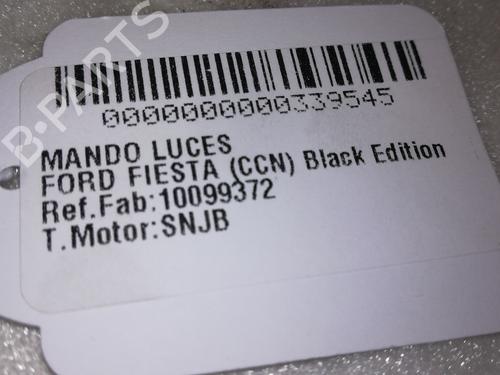 B-PARTS
0000000000339545
MANDO LUCES
FORD FIESTA (CCN) Black Edition
Ref.Fab:10099372
T.Motor:SNJB